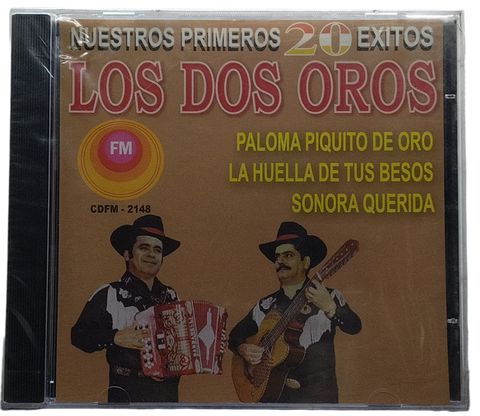 NUESTROS PRIMEROS 20 EXITOS
LOS DOS OROS
FM
CDFM - 2148
PALOMA PIQUITO DE ORO
LA HUELLA DE TUS BESOS
SONORA QUERIDA